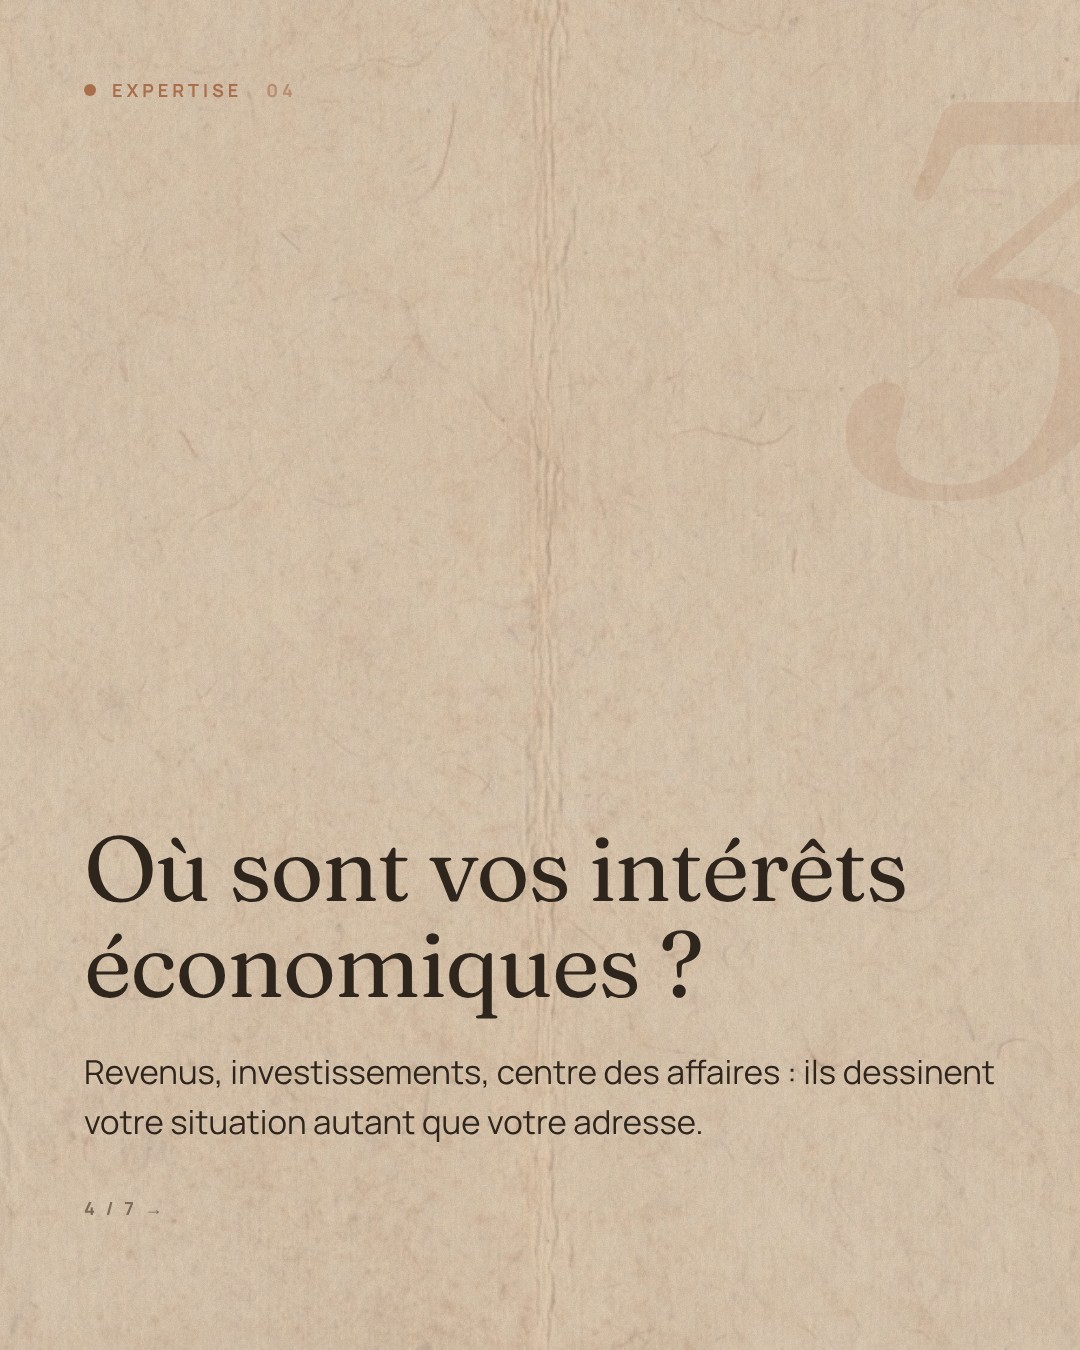 EXPERTISE 04
3
Où sont vos intérêts
économiques ?
Revenus, investissements, centre des affaires : ils dessinent
votre situation autant que votre adresse.
4 / 7 →